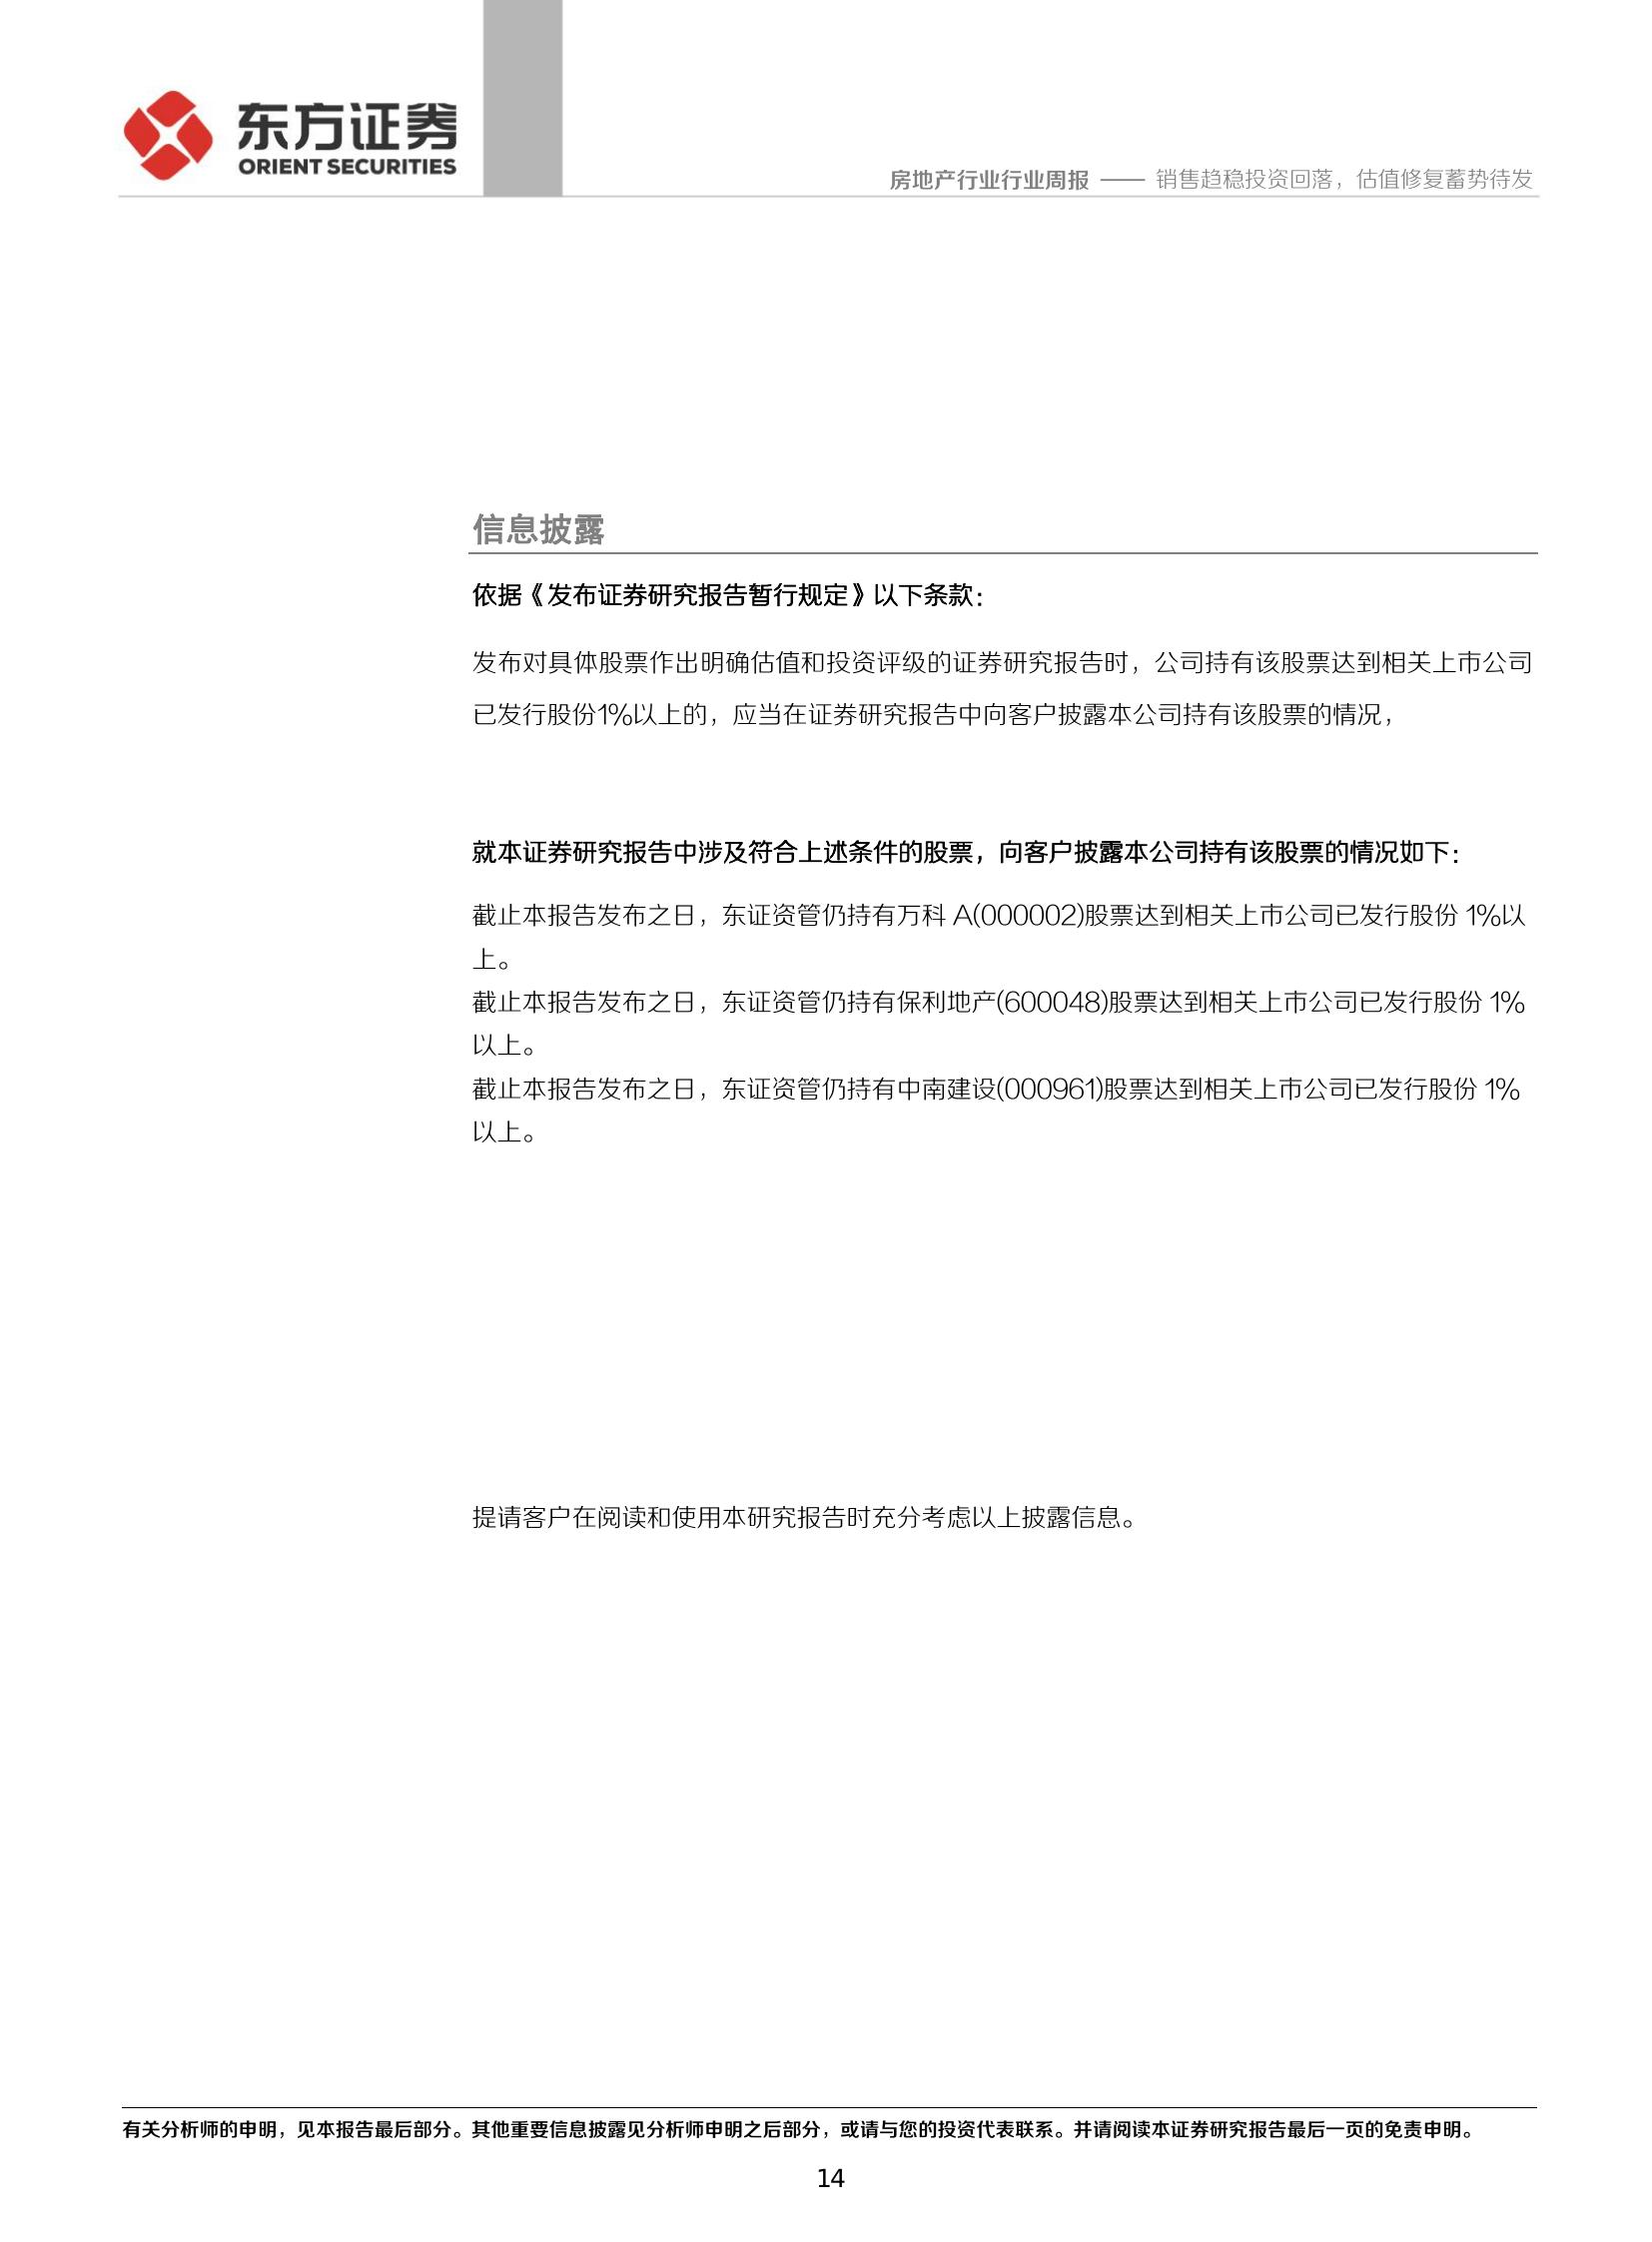 东方证券
ORIENT SECURITIES
房地产行业行业周报 —— 销售趋稳投资回落，估值修复蓄势待发
信息披露
依据《发布证券研究报告暂行规定》以下条款：
发布对具体股票作出明确估值和投资评级的证券研究报告时，公司持有该股票达到相关上市公司
已发行股份1%以上的，应当在证券研究报告中向客户披露本公司持有该股票的情况，
就本证券研究报告中涉及符合上述条件的股票，向客户披露本公司持有该股票的情况如下：
截止本报告发布之日，东证资管仍持有万科 A(000002)股票达到相关上市公司已发行股份 1%以
上。
截止本报告发布之日，东证资管仍持有保利地产(600048)股票达到相关上市公司已发行股份 1%
以上。
截止本报告发布之日，东证资管仍持有中南建设(000961)股票达到相关上市公司已发行股份 1%
以上。
提请客户在阅读和使用本研究报告时充分考虑以上披露信息。
有关分析师的申明，见本报告最后部分。其他重要信息披露见分析师申明之后部分，或请与您的投资代表联系。并请阅读本证券研究报告最后一页的免责申明。
14